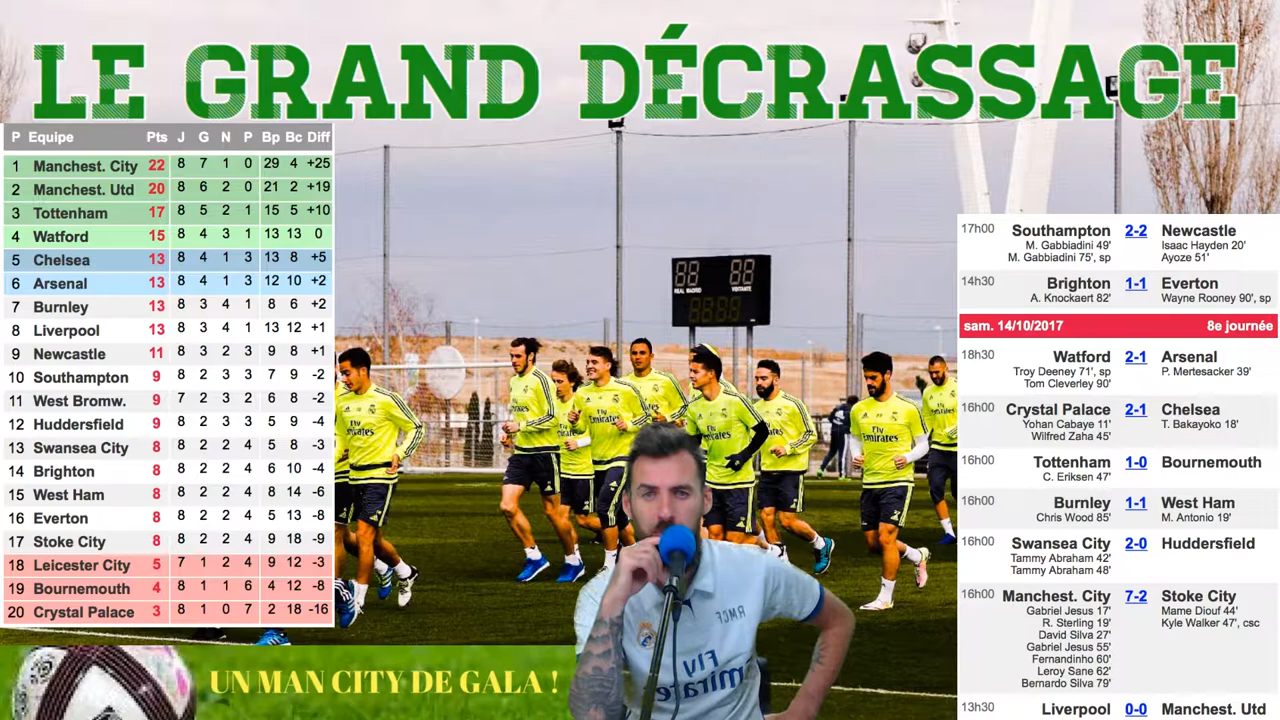 LE GRAND DÉCRASSAGE
P Equipe Pts J G N P Bp Bc Diff
1 Manchest. City 22 8 7 1 0 29 4 +25
2 Manchest. Utd 20 8 6 2 0 21 2 +19
3 Tottenham 17 8 5 2 1 15 5 +10
4 Watford 15 8 4 3 1 13 13 0
5 Chelsea 13 8 4 1 3 13 8 +5
6 Arsenal 13 8 4 1 3 12 10 +2
7 Burnley 13 8 3 4 1 8 6 +2
8 Liverpool 13 8 3 4 1 13 12 +1
9 Newcastle 11 8 3 2 3 9 8 +1
10 Southampton 9 8 2 3 3 7 9 -2
11 West Bromw. 9 7 2 3 2 6 8 -2
12 Huddersfield 9 8 2 3 3 5 9 -4
13 Swansea City 8 8 2 2 4 5 8 -3
14 Brighton 8 8 2 2 4 6 10 -4
15 West Ham 8 8 2 2 4 8 14 -6
16 Everton 8 8 2 2 4 5 13 -8
17 Stoke City 8 8 2 2 4 9 18 -9
18 Leicester City 5 7 1 2 4 9 12 -3
19 Bournemouth 4 8 1 1 6 4 12 -8
20 Crystal Palace 3 8 1 0 7 2 18 -16
17h00 Southampton 2-2 Newcastle
M. Gabbiadini 49' Isaac Hayden 20'
M. Gabbiadini 75', sp Ayoze 51'
14h30 Brighton 1-1 Everton
A. Knockaert 82' Wayne Rooney 90', sp
sam. 14/10/2017 8e journée
18h30 Watford 2-1 Arsenal
Troy Deeney 71', sp P. Mertesacker 39'
Tom Cleverley 90'
16h00 Crystal Palace 2-1 Chelsea
Yohan Cabaye 11' T. Bakayoko 18'
Wilfred Zaha 45'
16h00 Tottenham 1-0 Bournemouth
C. Eriksen 47'
16h00 Burnley 1-1 West Ham
Chris Wood 85' M. Antonio 19'
16h00 Swansea City 2-0 Huddersfield
Tammy Abraham 42'
Tammy Abraham 48'
16h00 Manchest. City 7-2 Stoke City
Gabriel Jesus 17' Mame Diouf 44'
R. Sterling 19' Kyle Walker 47', csc
David Silva 27'
Gabriel Jesus 55'
Fernandinho 60'
Leroy Sane 62'
Bernardo Silva 79'
13h30 Liverpool 0-0 Manchest. Utd
REAL MADRID VISITANTE
Fly Emirates
RMCF
UN MAN CITY DE GALA !